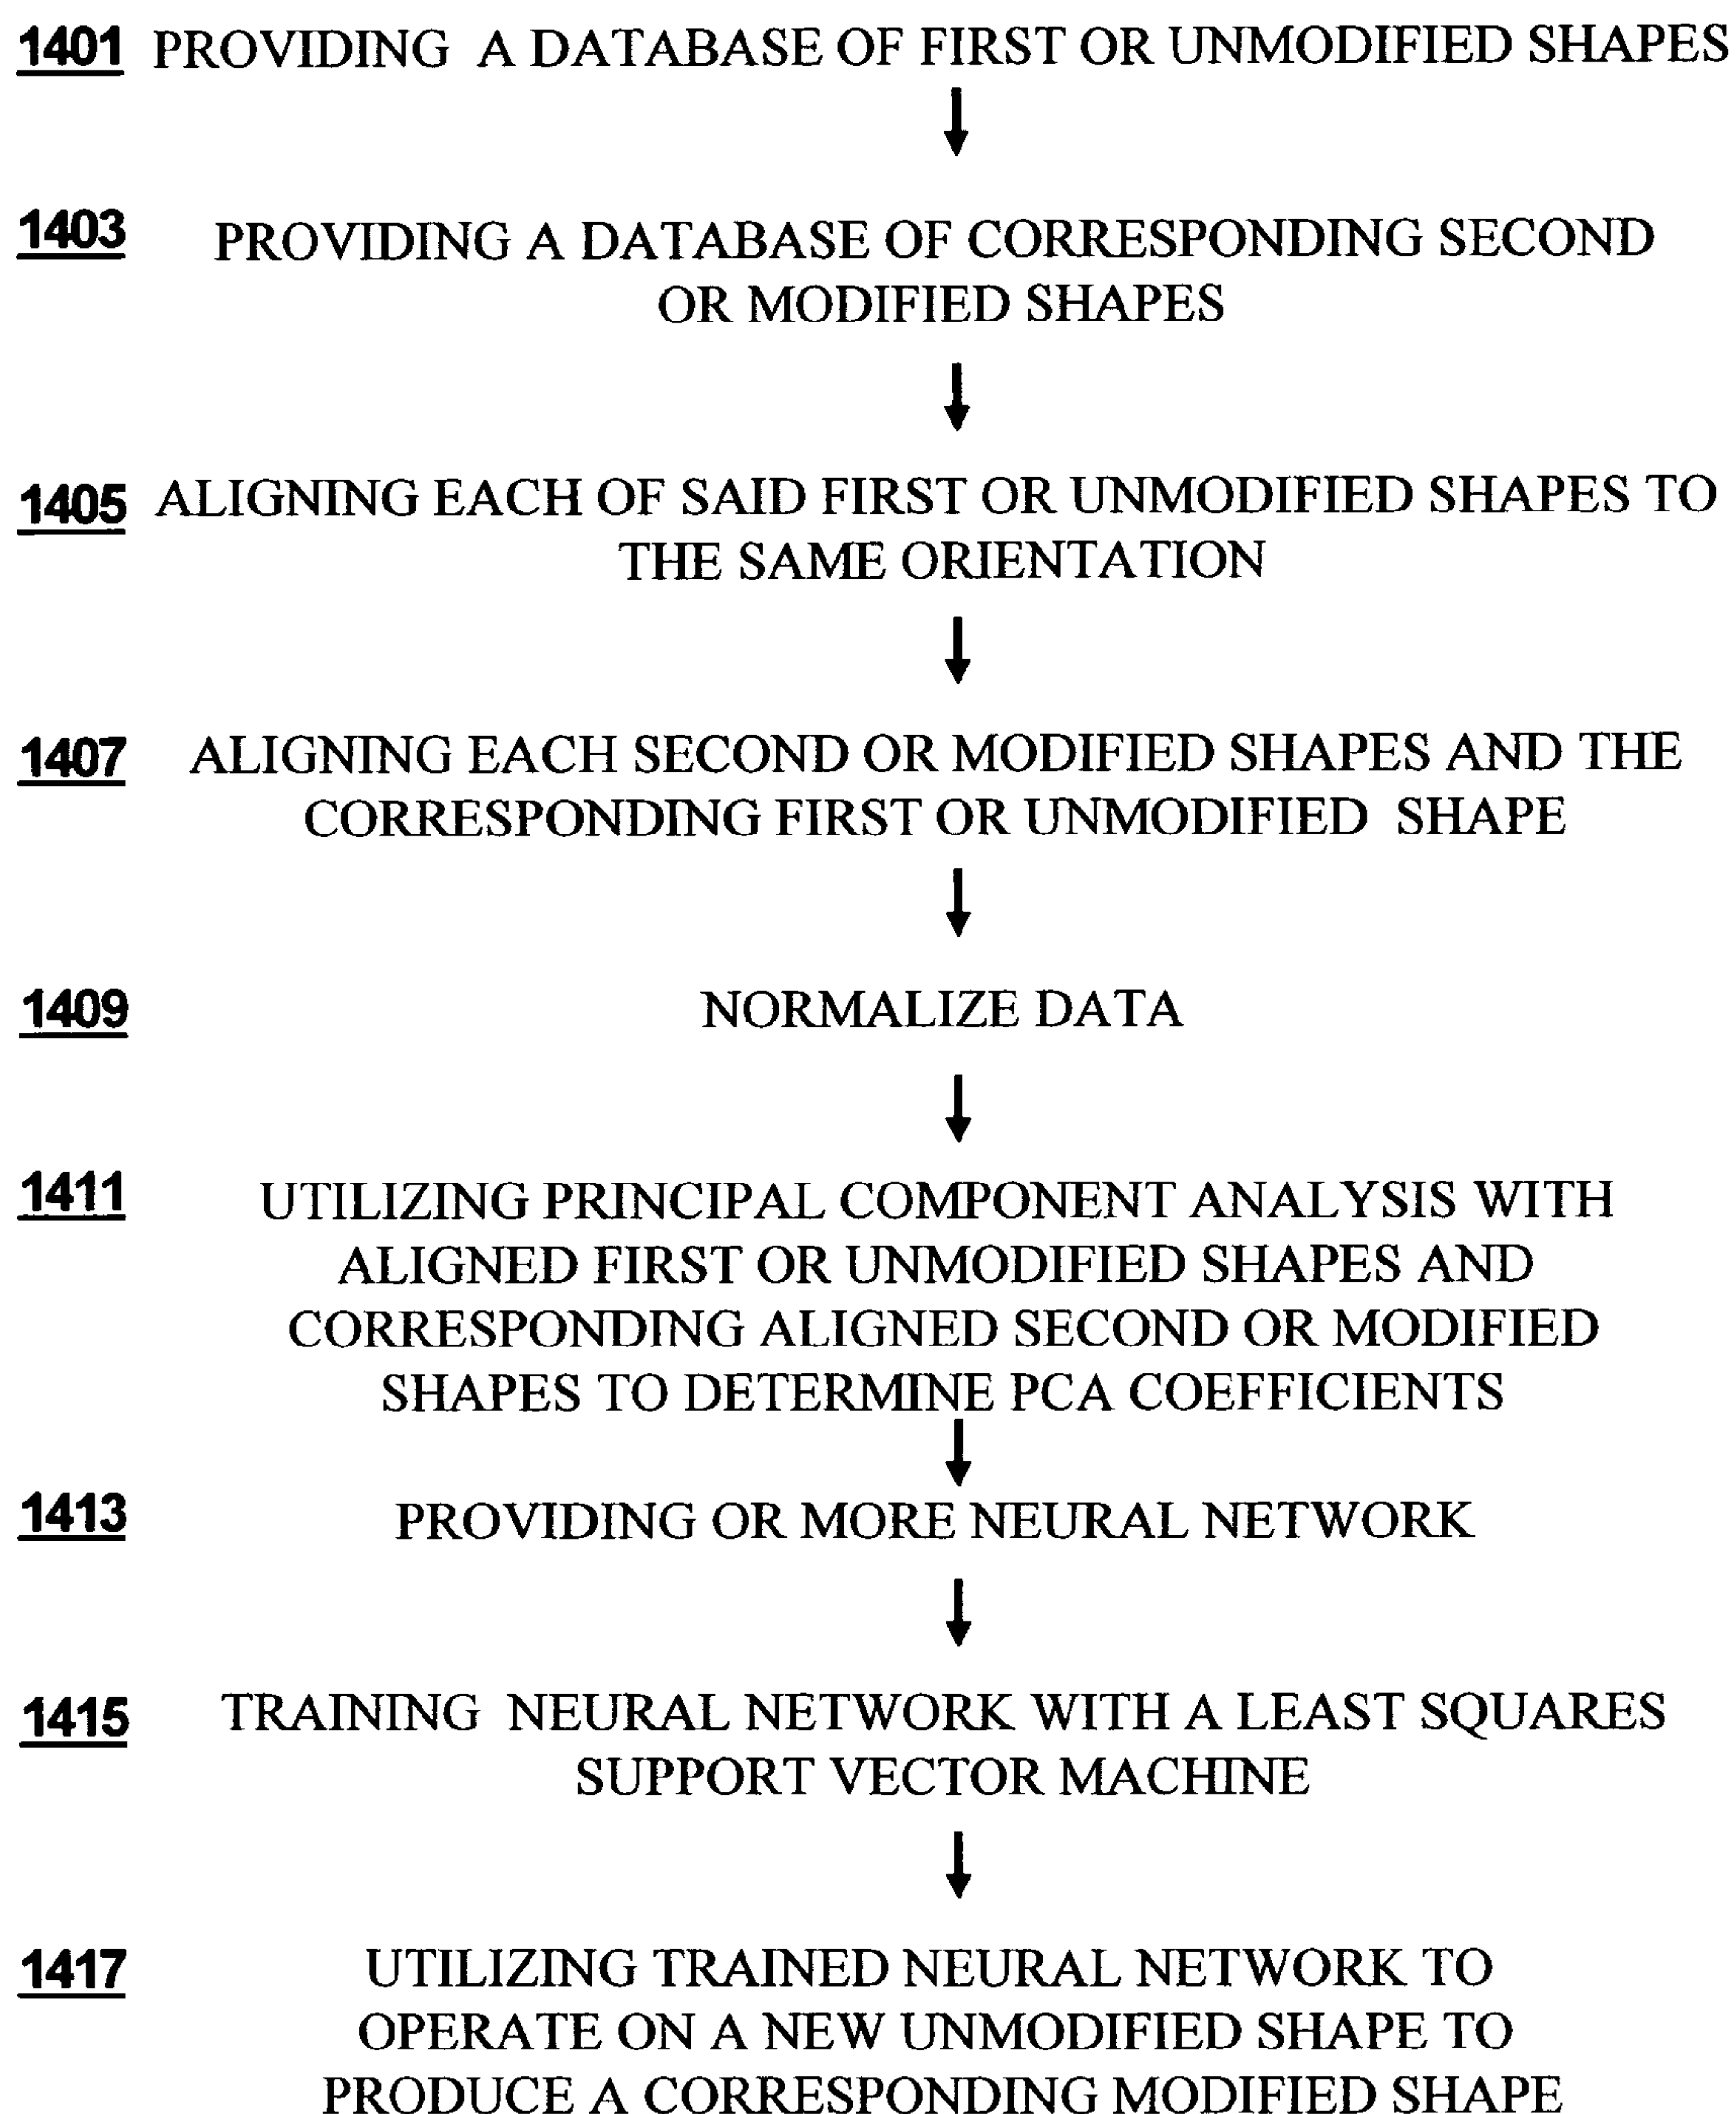 1401 PROVIDING A DATABASE OF FIRST OR UNMODIFIED SHAPES
1403 PROVIDING A DATABASE OF CORRESPONDING SECOND
OR MODIFIED SHAPES
1405 ALIGNING EACH OF SAID FIRST OR UNMODIFIED SHAPES TO
THE SAME ORIENTATION
1407 ALIGNING EACH SECOND OR MODIFIED SHAPES AND THE
CORRESPONDING FIRST OR UNMODIFIED SHAPE
1409 NORMALIZE DATA
1411 UTILIZING PRINCIPAL COMPONENT ANALYSIS WITH
ALIGNED FIRST OR UNMODIFIED SHAPES AND
CORRESPONDING ALIGNED SECOND OR MODIFIED
SHAPES TO DETERMINE PCA COEFFICIENTS
1413 PROVIDING OR MORE NEURAL NETWORK
1415 TRAINING NEURAL NETWORK WITH A LEAST SQUARES
SUPPORT VECTOR MACHINE
1417 UTILIZING TRAINED NEURAL NETWORK TO
OPERATE ON A NEW UNMODIFIED SHAPE TO
PRODUCE A CORRESPONDING MODIFIED SHAPE